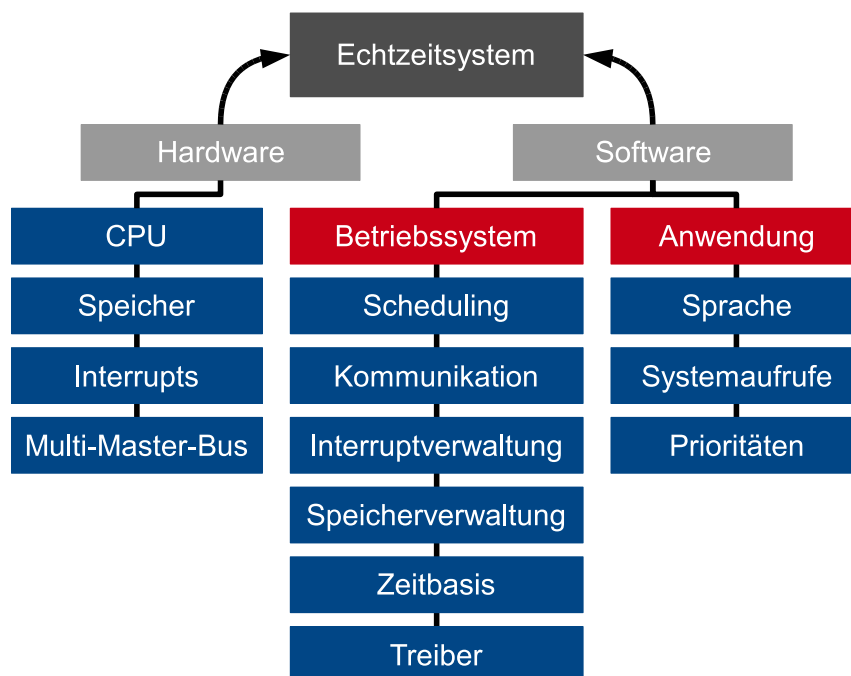 Echtzeitsystem
Hardware
Software
CPU
Betriebssystem
Anwendung
Speicher
Scheduling
Sprache
Interrupts
Kommunikation
Systemaufrufe
Multi-Master-Bus
Interruptverwaltung
Prioritäten
Speicherverwaltung
Zeitbasis
Treiber